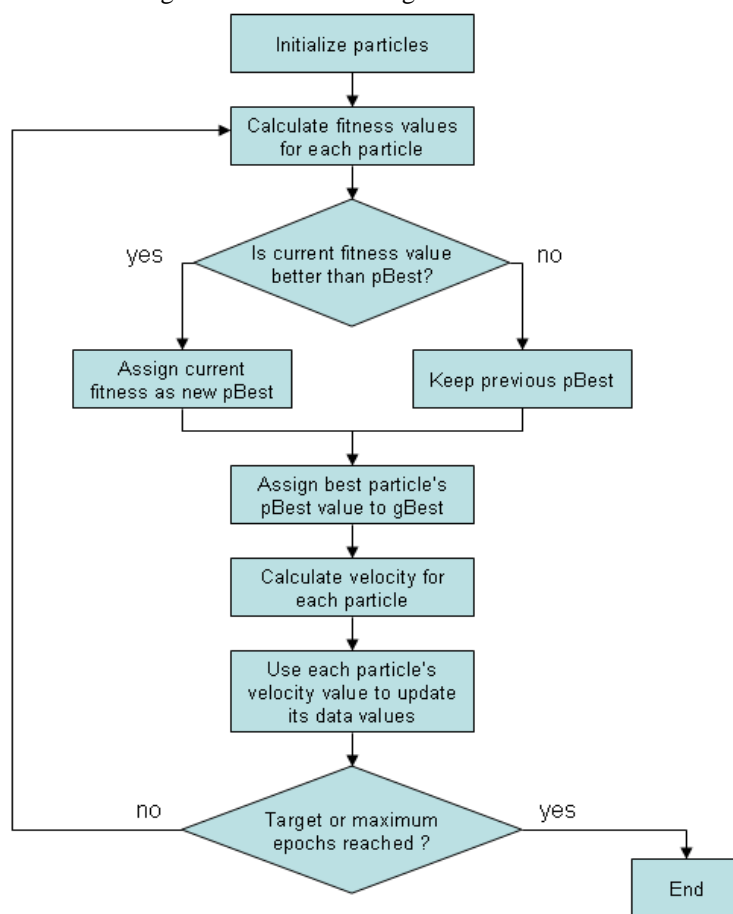 Initialize particles
Calculate fitness values
for each particle
Is current fitness value
better than pBest?
yes
no
Assign current
fitness as new pBest
Keep previous pBest
Assign best particle's
pBest value to gBest
Calculate velocity for
each particle
Use each particle's
velocity value to update
its data values
Target or maximum
epochs reached ?
no
yes
End